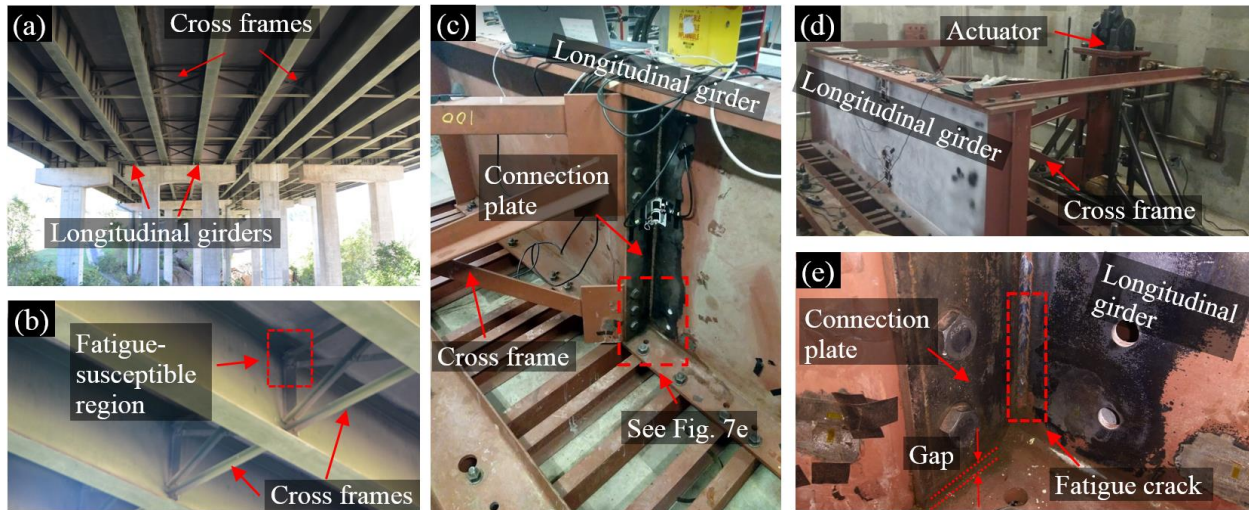 (a)
Cross frames
Longitudinal girders
(b)
Fatigue-
susceptible
region
Cross frames
(c)
Longitudinal girder
001
Connection
plate
Cross frame
See Fig. 7e
(d)
Actuator
Longitudinal girder
Cross frame
(e)
Longitudinal
girder
Connection
plate
Gap
Fatigue crack